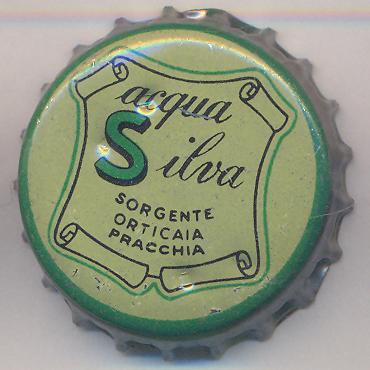 acqua
Silva
SORGENTE
ORTICAIA
PRACCHIA